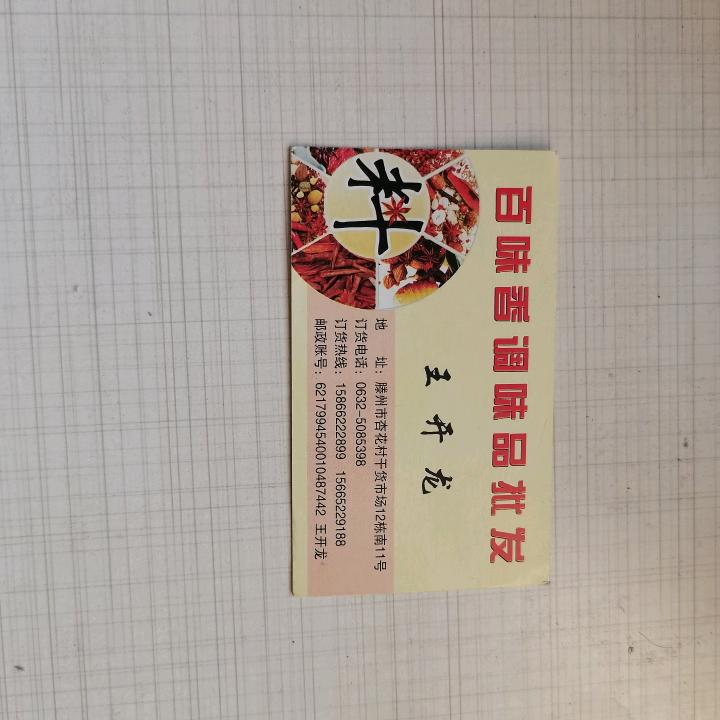 百味香调味品批发
料
王开龙
地 址：滕州市杏花村干货市场12栋南11号
订货电话：0632-5085398
订货热线：15866222899 15665229188
邮政账号：6217994540010487442 王开龙